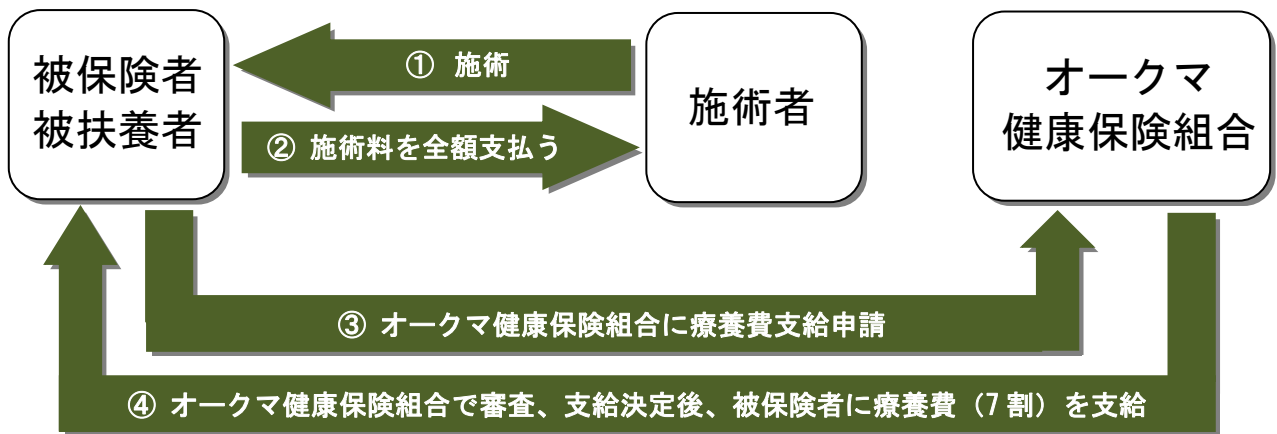 被保険者
被扶養者
① 施術
② 施術料を全額支払う
施術者
オークマ
健康保険組合
③ オークマ健康保険組合に療養費支給申請
④ オークマ健康保険組合で審査、支給決定後、被保険者に療養費（7割）を支給